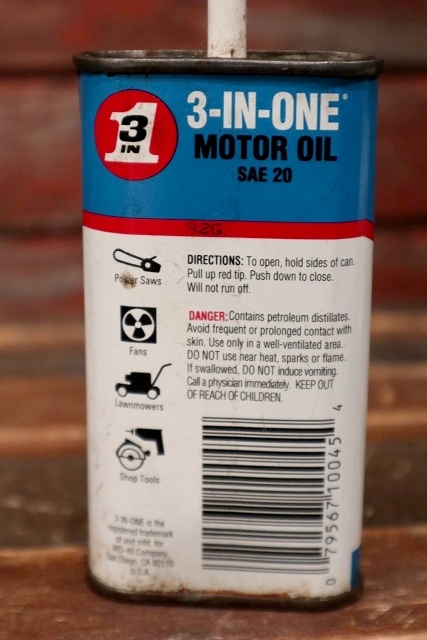 3
IN
1
3-IN-ONE®
MOTOR OIL
SAE 20
92G
Power Saws
Fans
Lawnmowers
Shop Tools
DIRECTIONS: To open, hold sides of can.
Pull up red tip. Push down to close.
Will not run off.
DANGER: Contains petroleum distillates.
Avoid frequent or prolonged contact with
skin. Use only in a well-ventilated area.
DO NOT use near heat, sparks or flame.
If swallowed, DO NOT induce vomiting.
Call a physician immediately. KEEP OUT
OF REACH OF CHILDREN.
0 79567 10045 4
3-IN-ONE is the
registered trademark
of and mfd. for
WD-40 Company
San Diego, CA
U.S.A.